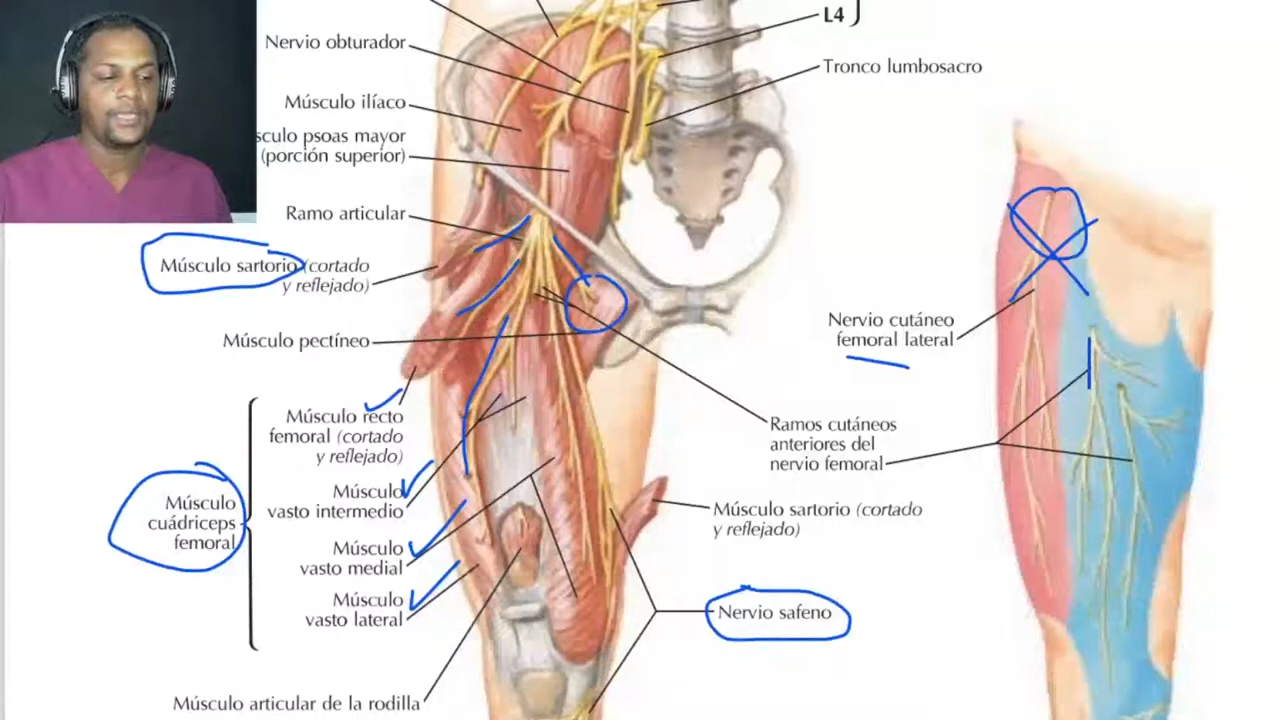 L4
Nervio obturador
Tronco lumbosacro
Músculo ilíaco
psoas mayor
(porción superior)
Ramo articular
Músculo sartorio (cortado
y reflejado)
Nervio cutáneo
femoral lateral
Músculo pectíneo
Músculo recto
femoral (cortado
y reflejado)
Ramos cutáneos
anteriores del
nervio femoral
Músculo
vasto intermedio
Músculo
cuádriceps
femoral
Músculo sartorio (cortado
y reflejado)
Músculo
vasto medial
Músculo
vasto lateral
Nervio safeno
Músculo articular de la rodilla